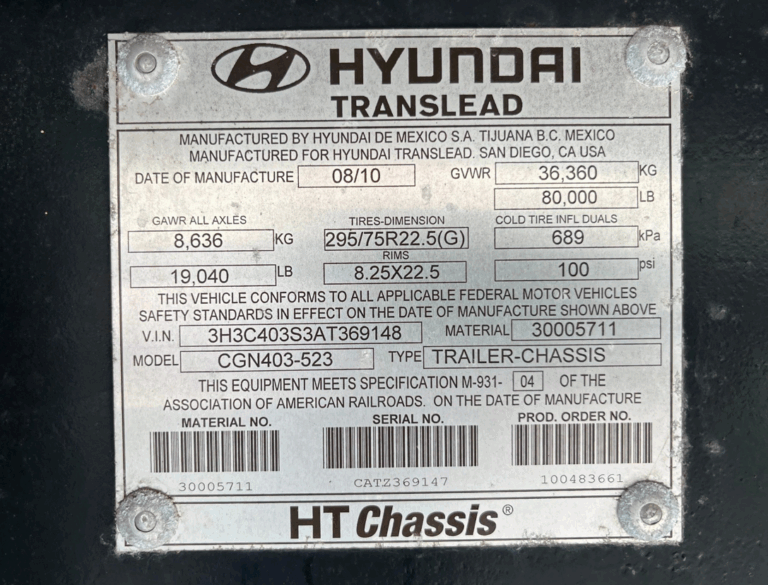 HYUNDAI
TRANSLEAD
MANUFACTURED BY HYUNDAI DE MEXICO S.A. TIJUANA B.C. MEXICO
MANUFACTURED FOR HYUNDAI TRANSLEAD. SAN DIEGO, CA USA
DATE OF MANUFACTURE 08/10 GVWR 36,360 KG
80,000 LB
GAWR ALL AXLES TIRES-DIMENSION COLD TIRE INFL DUALS
8,636 KG 295/75R22.5(G) 689 kPa
RIMS
19,040 LB 8.25X22.5 100 psi
THIS VEHICLE CONFORMS TO ALL APPLICABLE FEDERAL MOTOR VEHICLES
SAFETY STANDARDS IN EFFECT ON THE DATE OF MANUFACTURE SHOWN ABOVE
V.I.N. 3H3C403S3AT369148 MATERIAL 30005711
MODEL CGN403-523 TYPE TRAILER-CHASSIS
THIS EQUIPMENT MEETS SPECIFICATION M-931- 04 OF THE
ASSOCIATION OF AMERICAN RAILROADS. ON THE DATE OF MANUFACTURE
MATERIAL NO. SERIAL NO. PROD. ORDER NO.
30005711 CATZ369147 100483661
HT Chassis®